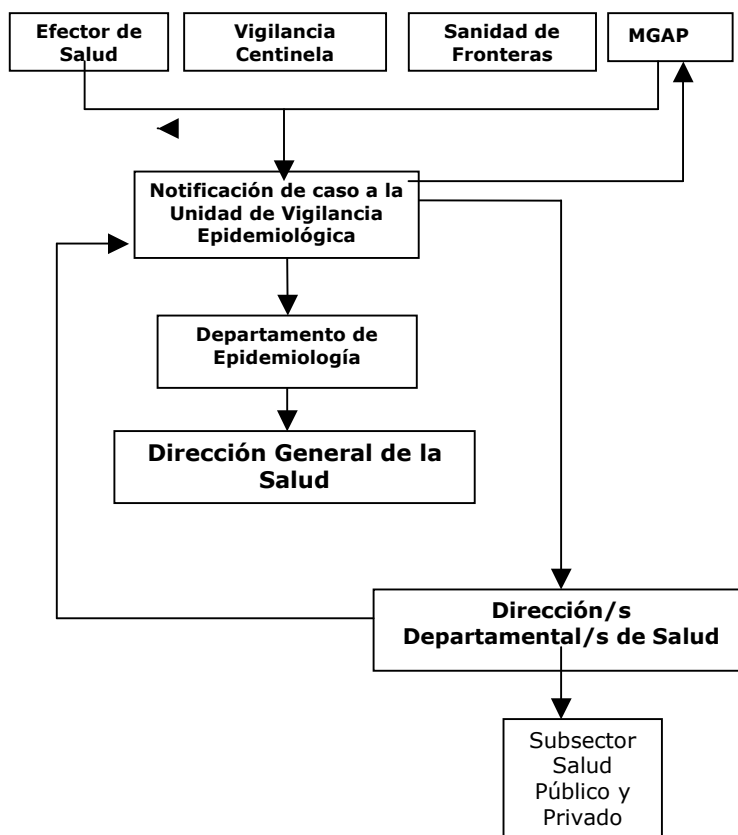 Efector de
Salud
Vigilancia
Centinela
Sanidad de
Fronteras
MGAP
Notificación de caso a la
Unidad de Vigilancia
Epidemiológica
Departamento de
Epidemiología
Dirección General de la
Salud
Dirección/s
Departamental/s de Salud
Subsector
Salud
Público y
Privado